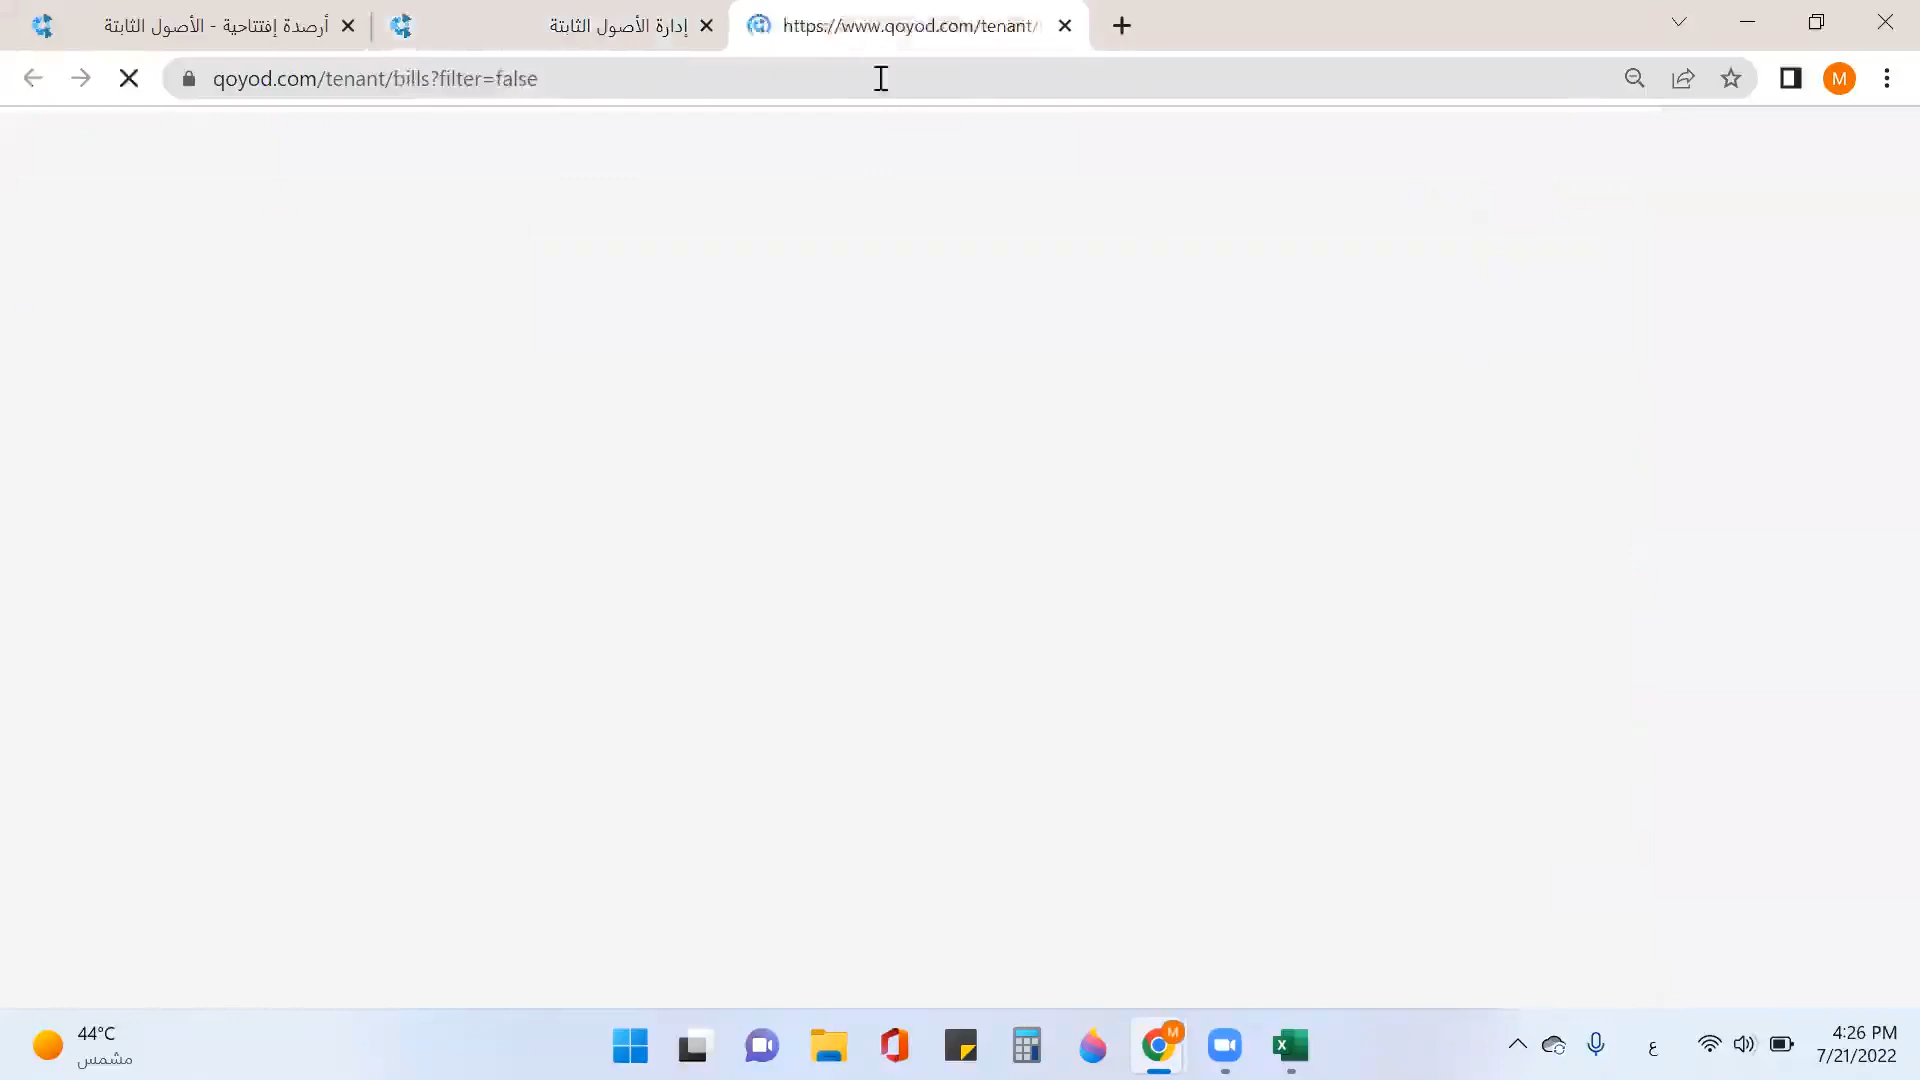 أرصدة إفتتاحية - الأصول الثابتة
إدارة الأصول الثابتة
https://www.qoyod.com/tenant/
qoyod.com/tenant/bills?filter=false
M
M
44°C
مشمس
ع
4:26 PM
7/21/2022